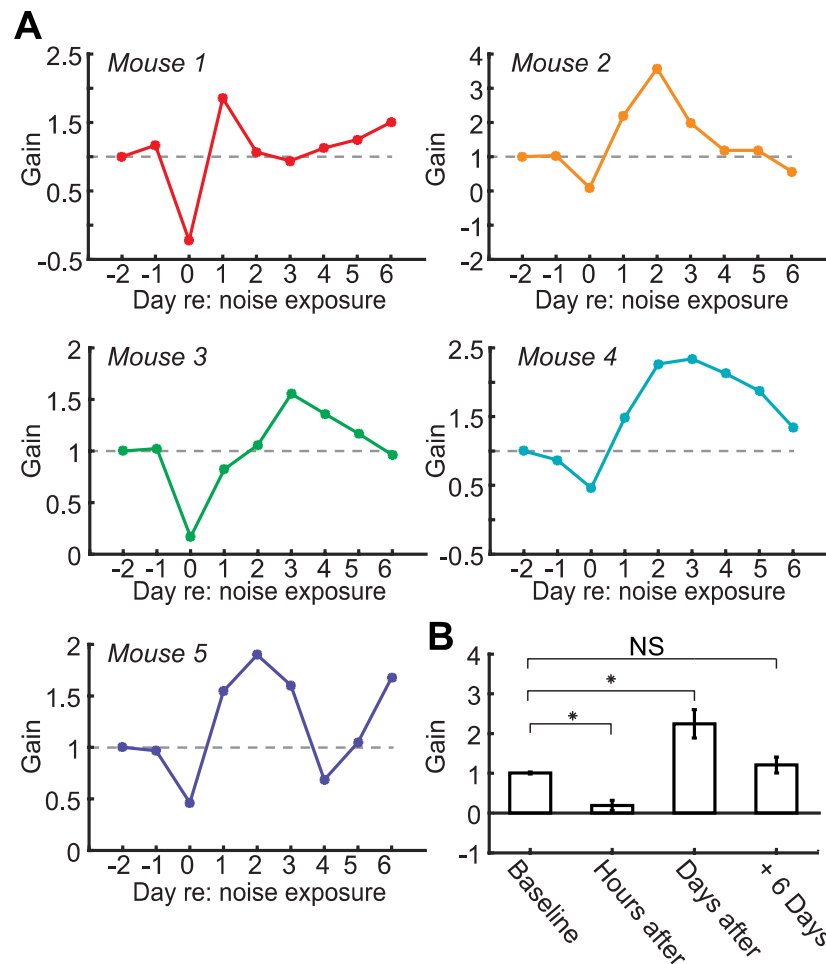 A
Mouse 1
2.5
1.5
0.5
-0.5
Gain
-2 -1 0 1 2 3 4 5 6
Day re: noise exposure
Mouse 2
4
3
2
1
0
-1
-2
Gain
-2 -1 0 1 2 3 4 5 6
Day re: noise exposure
Mouse 3
2
1.5
1
0.5
0
Gain
-2 -1 0 1 2 3 4 5 6
Day re: noise exposure
Mouse 4
2.5
1.5
0.5
-0.5
Gain
-2 -1 0 1 2 3 4 5 6
Day re: noise exposure
Mouse 5
2
1.5
1
0.5
0
Gain
-2 -1 0 1 2 3 4 5 6
Day re: noise exposure
B
NS
*
*
4
3
2
1
0
-1
Gain
Baseline
Hours after
Days after
+ 6 Days